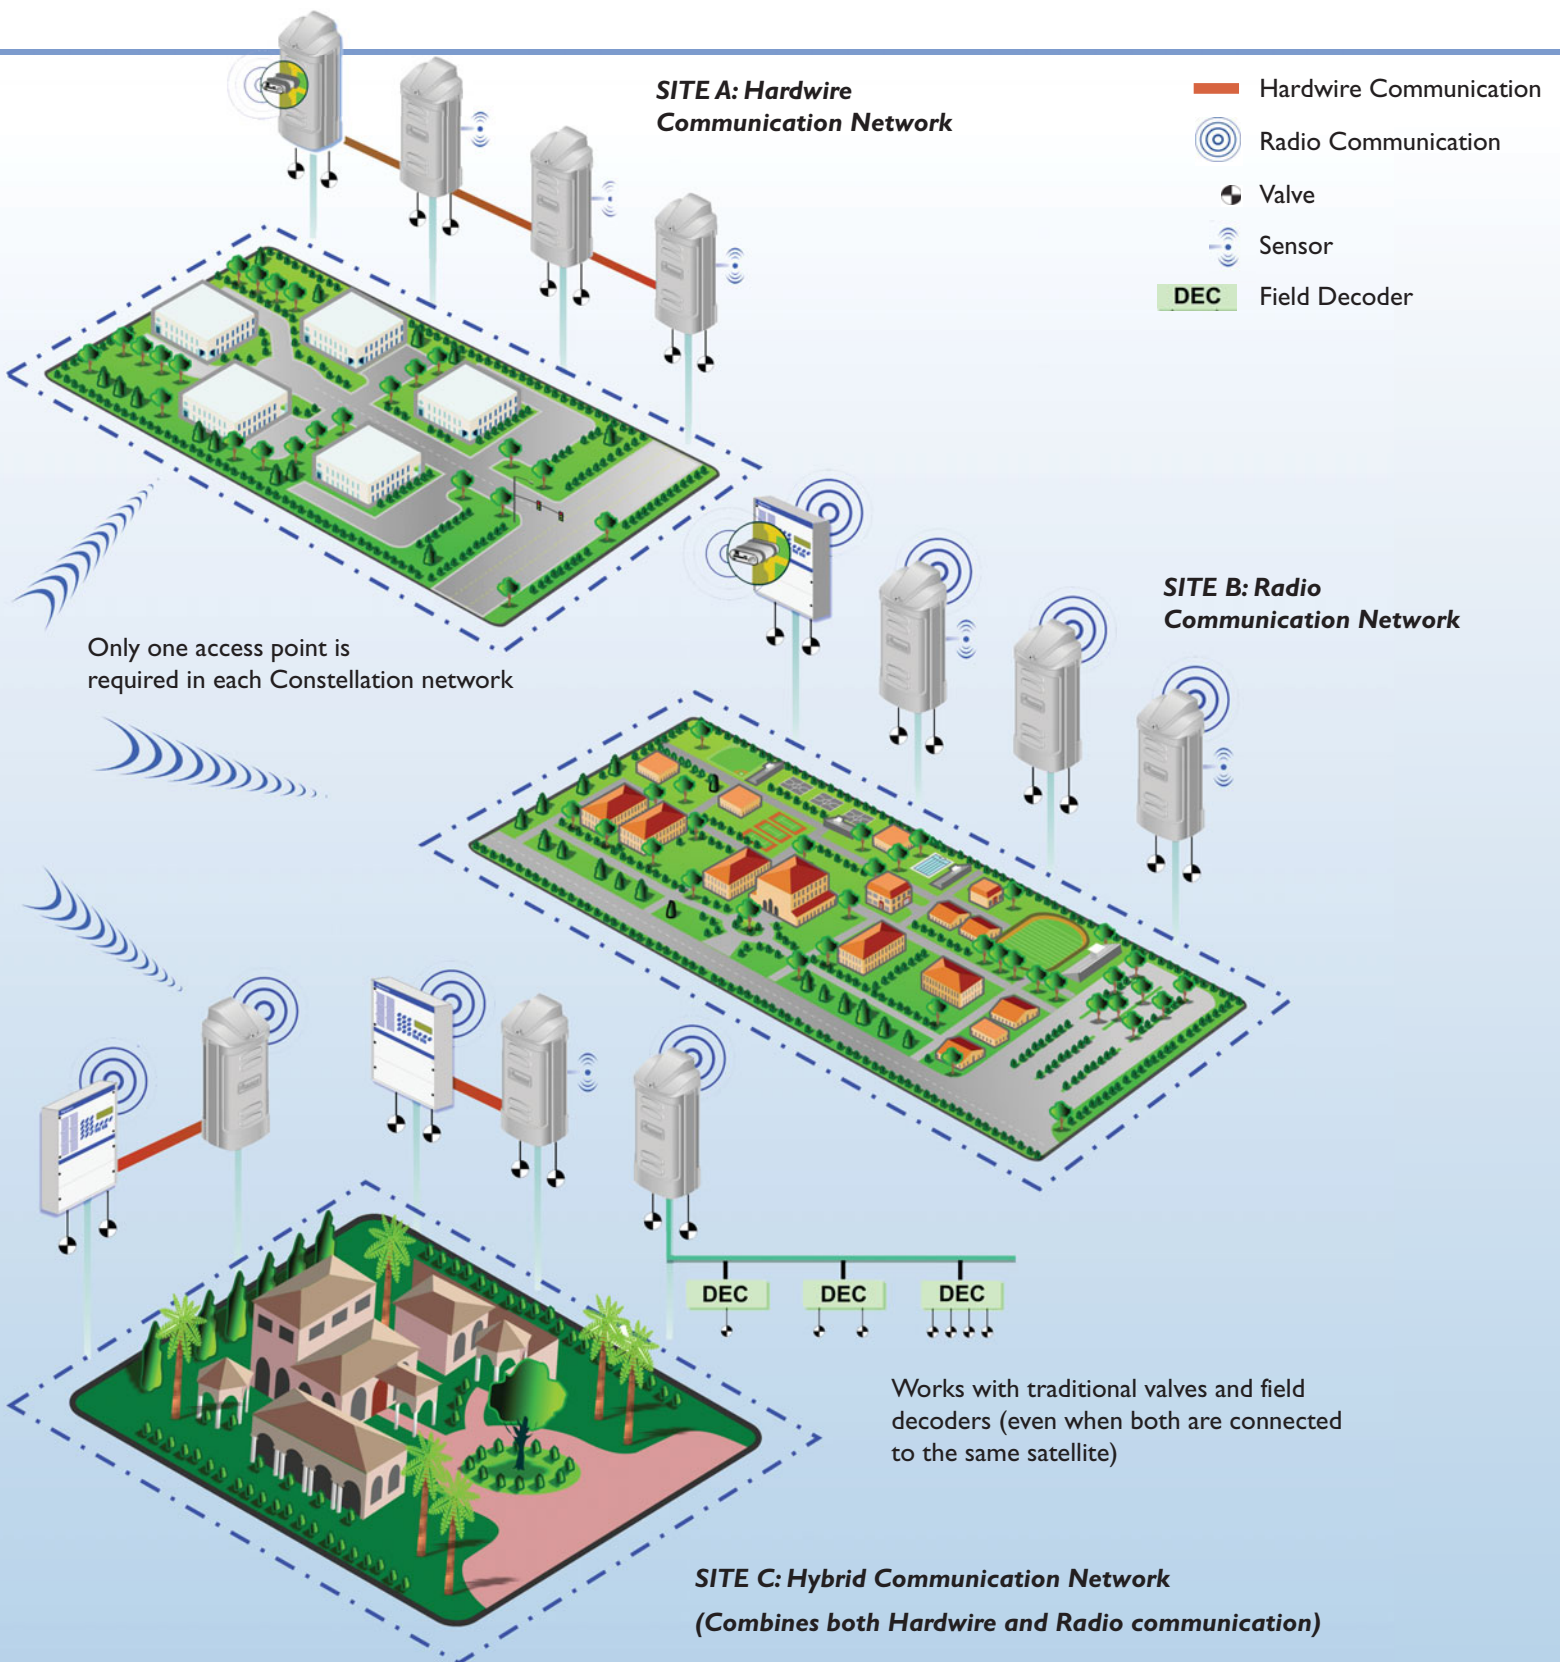 SITE A: Hardwire
Communication Network
Hardwire Communication
Radio Communication
Valve
Sensor
DEC Field Decoder
SITE B: Radio
Communication Network
Only one access point is
required in each Constellation network
DEC DEC DEC
Works with traditional valves and field
decoders (even when both are connected
to the same satellite)
SITE C: Hybrid Communication Network
(Combines both Hardwire and Radio communication)